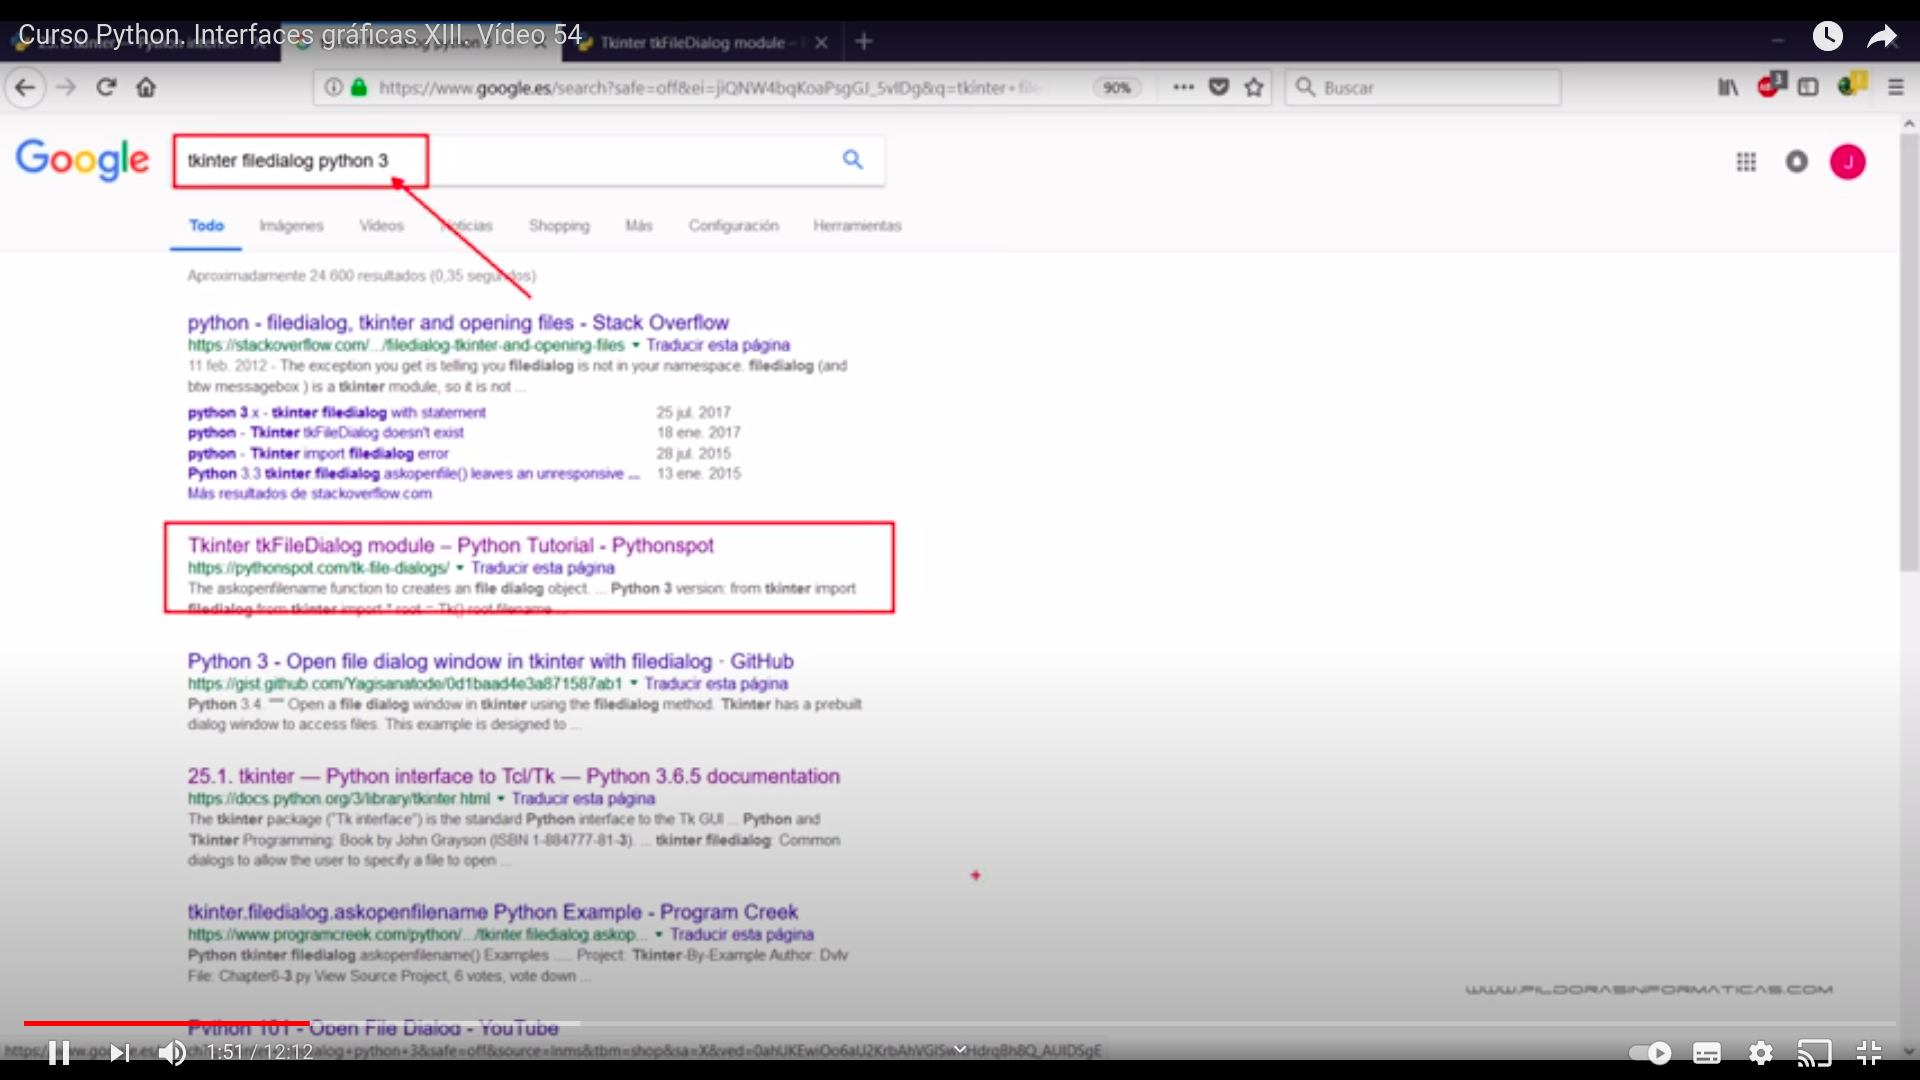 Curso Python. Interfaces gráficas XIII. Vídeo 54
Tkinter tkFileDialog module –
https://www.google.es/search?safe=off&ei=jiQNW4bqKoaPsgGJ_5vIDg&q=tkinter+file
90%
Buscar
Google
tkinter filedialog python 3
J
Todo Imágenes Vídeos Noticias Shopping Más Configuración Herramientas
Aproximadamente 24.600 resultados (0,35 segundos)
python - filedialog, tkinter and opening files - Stack Overflow
https://stackoverflow.com/.../filedialog-tkinter-and-opening-files ▾ Traducir esta página
11 feb. 2012 - The exception you get is telling you filedialog is not in your namespace. filedialog (and
btw messagebox ) is a tkinter module, so it is not ...
python 3.x - tkinter filedialog with statement 25 jul. 2017
python - Tkinter tkFileDialog doesn't exist 18 ene. 2017
python - Tkinter import filedialog error 28 jul. 2015
Python 3.3 tkinter filedialog.askopenfile() leaves an unresponsive ... 13 ene. 2015
Más resultados de stackoverflow.com
Tkinter tkFileDialog module – Python Tutorial - Pythonspot
https://pythonspot.com/tk-file-dialogs/ ▾ Traducir esta página
The askopenfilename function to creates an file dialog object. ... Python 3 version: from tkinter import
filedialog from tkinter import * root = Tk() root.filename ...
Python 3 - Open file dialog window in tkinter with filedialog · GitHub
https://gist.github.com/Yagisanatode/0d1baad4e3a871587ab1 ▾ Traducir esta página
Python 3.4. """ Open a file dialog window in tkinter using the filedialog method. Tkinter has a prebuilt
dialog window to access files. This example is designed to ...
25.1. tkinter — Python interface to Tcl/Tk — Python 3.6.5 documentation
https://docs.python.org/3/library/tkinter.html ▾ Traducir esta página
The tkinter package ("Tk interface") is the standard Python interface to the Tk GUI ... Python and
Tkinter Programming: Book by John Grayson (ISBN 1-884777-81-3). ... tkinter.filedialog: Common
dialogs to allow the user to specify a file to open ...
tkinter.filedialog.askopenfilename Python Example - Program Creek
https://www.programcreek.com/python/.../tkinter.filedialog.askop... ▾ Traducir esta página
Python tkinter.filedialog.askopenfilename() Examples ..... Project: Tkinter-By-Example Author: Dvlv
File: Chapter6-3.py View Source Project, 6 votes, vote down ...
WWW.PILDORASINFORMATICAS.COM
Python 101 - Open File Dialog - YouTube
1:51 / 12:12